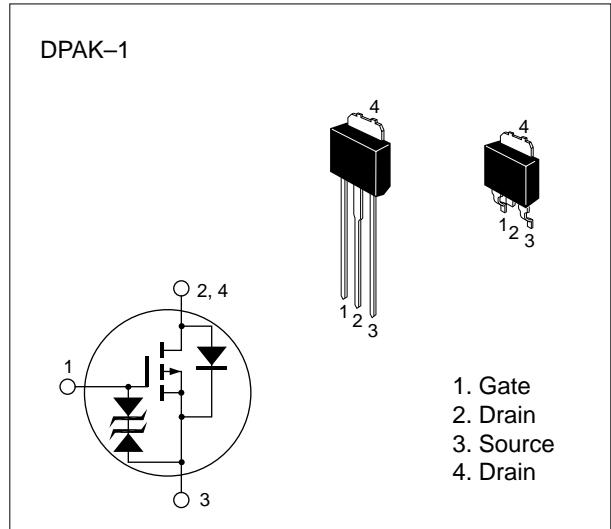 DPAK–1
4
4
1 2 3
1 2 3
2, 4
1
3
1. Gate
2. Drain
3. Source
4. Drain